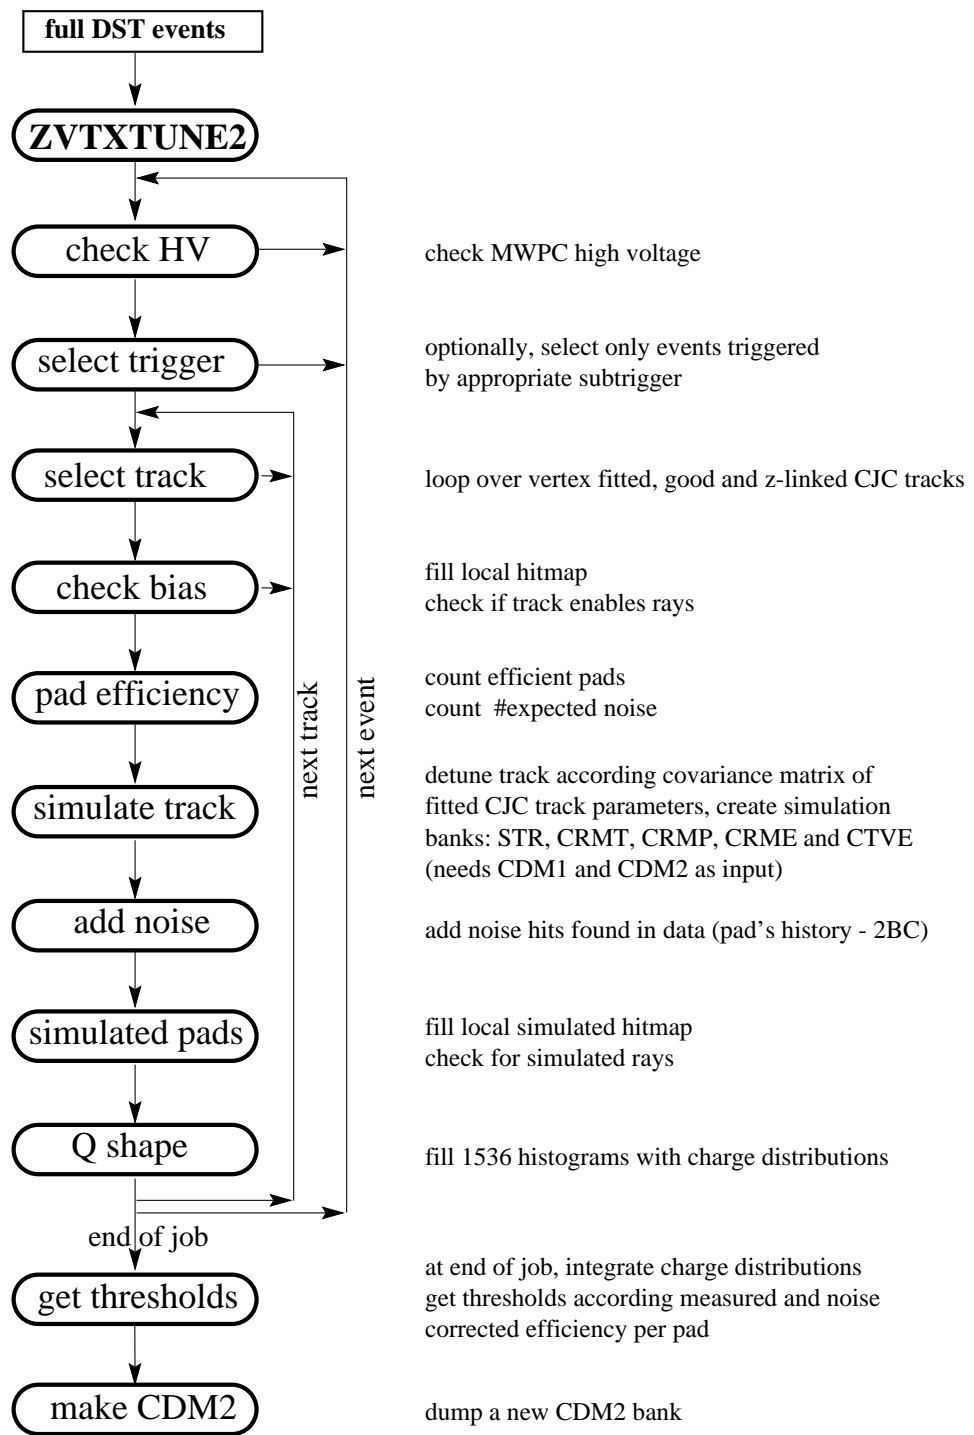 full DST events
ZVTXTUNE2
check HV
check MWPC high voltage
select trigger
optionally, select only events triggered
by appropriate subtrigger
select track
loop over vertex fitted, good and z-linked CJC tracks
check bias
fill local hitmap
check if track enables rays
pad efficiency
count efficient pads
count #expected noise
next track
next event
simulate track
detune track according covariance matrix of
fitted CJC track parameters, create simulation
banks: STR, CRMT, CRMP, CRME and CTVE
(needs CDM1 and CDM2 as input)
add noise
add noise hits found in data (pad's history - 2BC)
simulated pads
fill local simulated hitmap
check for simulated rays
Q shape
fill 1536 histograms with charge distributions
end of job
get thresholds
at end of job, integrate charge distributions
get thresholds according measured and noise
corrected efficiency per pad
make CDM2
dump a new CDM2 bank